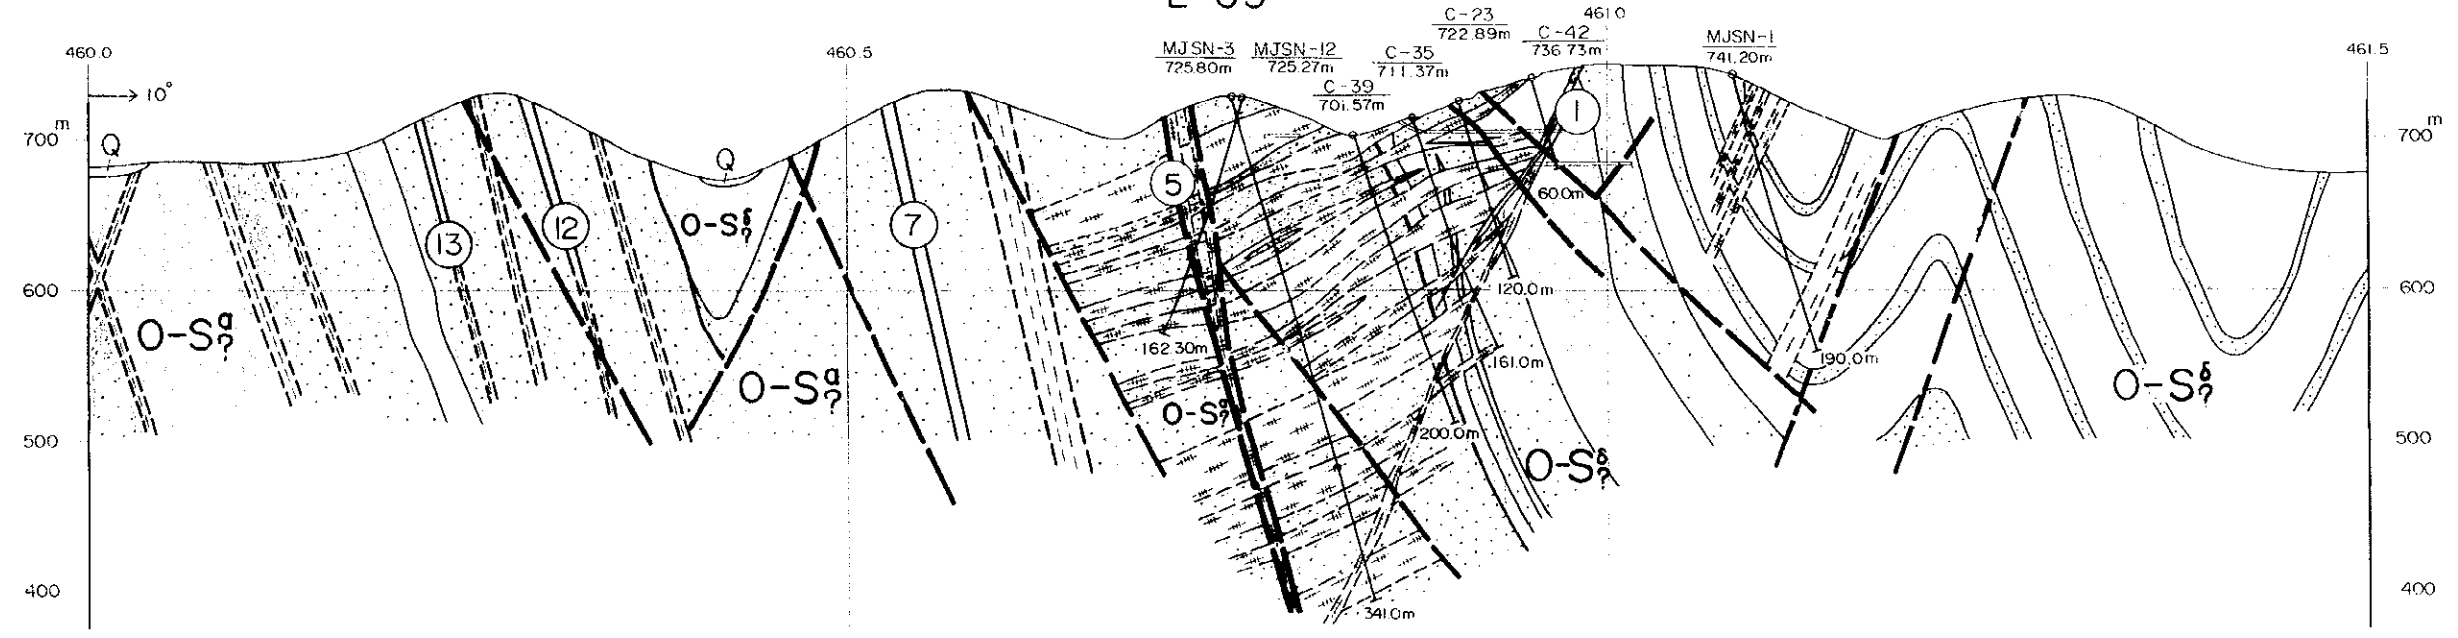 C-23
722.89m
461.0
C-42
736.73m
460.0
460.5
MJSN-3
725.80m
MJSN-12
725.27m
C-35
711.37m
MJSN-1
741.20m
461.5
10°
C-39
701.57m
m
700
Q
Q
1
m
700
5
60.0m
13
12
O-S?δ
7
600
120.0m
600
O-S?a
162.30m
161.0m
190.0m
O-S?a
O-S?a
O-S?δ
500
200.0m
500
O-S?δ
400
341.0m
400